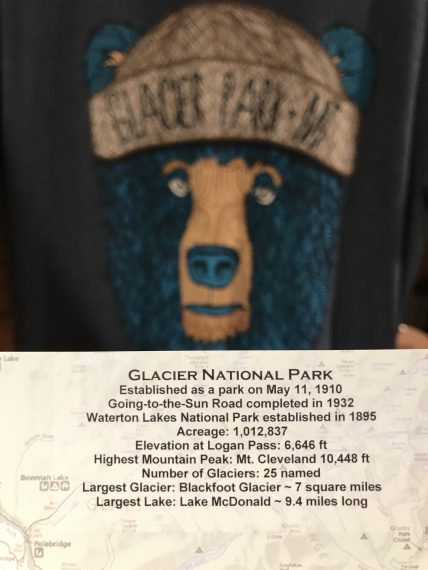 GLACIER PARK - MT
GLACIER NATIONAL PARK
Established as a park on May 11, 1910
Going-to-the-Sun Road completed in 1932
Waterton Lakes National Park established in 1895
Acreage: 1,012,837
Elevation at Logan Pass: 6,646 ft
Highest Mountain Peak: Mt. Cleveland 10,448 ft
Number of Glaciers: 25 named
Largest Glacier: Blackfoot Glacier ~ 7 square miles
Largest Lake: Lake McDonald ~ 9.4 miles long
Bowman Lake
Polebridge